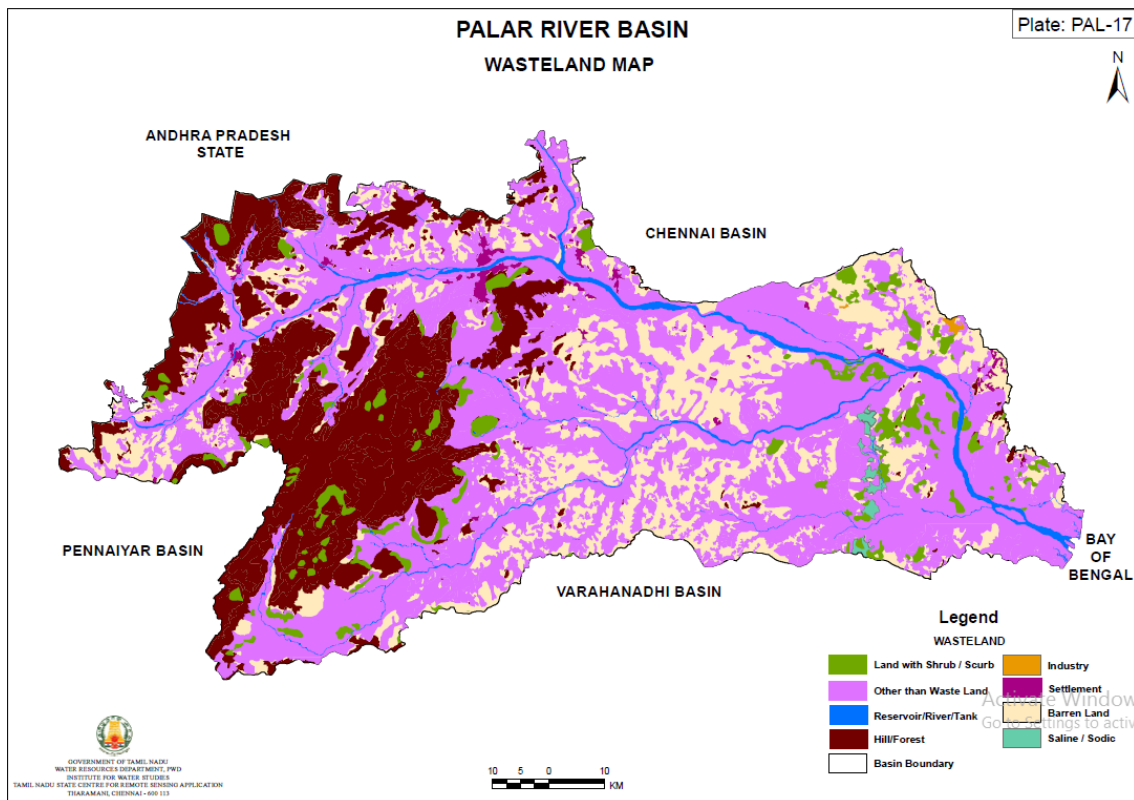 PALAR RIVER BASIN
Plate: PAL-17
WASTELAND MAP
N
ANDHRA PRADESH
STATE
CHENNAI BASIN
PENNAIYAR BASIN
BAY
OF
BENGAL
VARAHANADHI BASIN
Legend
WASTELAND
Land with Shrub / Scurb
Industry
Other than Waste Land
Settlement
Activate Window
Reservoir/River/Tank
Barren Land
Go to Settings to activ
Hill/Forest
Saline / Sodic
Basin Boundary
GOVERNMENT OF TAMIL NADU
WATER RESOURCES DEPARTMENT, PWD
INSTITUTE FOR WATER STUDIES
TAMIL NADU STATE CENTRE FOR REMOTE SENSING APPLICATION
THARAMANI, CHENNAI - 600 113
10 5 0 10
KM